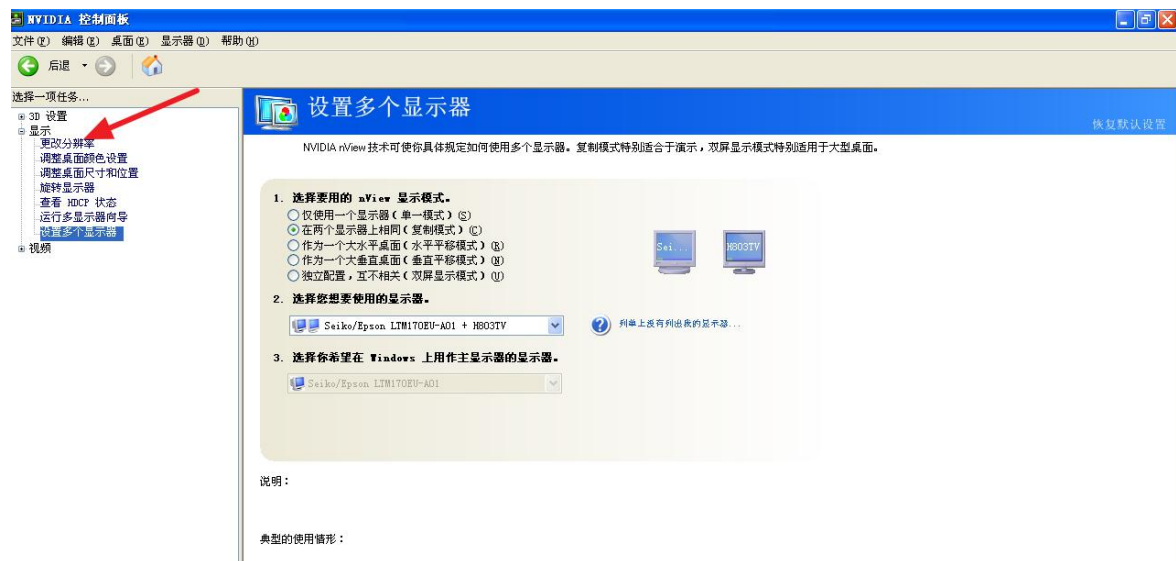 NVIDIA 控制面板
文件(F) 编辑(E) 桌面(E) 显示器(D) 帮助(H)
后退
选择一项任务...
3D 设置
显示
更改分辨率
调整桌面颜色设置
调整桌面尺寸和位置
旋转显示器
查看 HDCP 状态
运行多显示器向导
设置多个显示器
视频
设置多个显示器
恢复默认设置
NVIDIA nView 技术可使你具体规定如何使用多个显示器。复制模式特别适合于演示，双屏显示模式特别适用于大型桌面。
1. 选择要用的 nView 显示模式。
仅使用一个显示器(单一模式)(S)
在两个显示器上相同(复制模式)(C)
作为一个大水平桌面(水平平移模式)(R)
作为一个大垂直桌面(垂直平移模式)(N)
独立配置，互不相关(双屏显示模式)(U)
Sei... H803TV
2. 选择您想要使用的显示器。
Seiko/Epson LTM170EU-A01 + H803TV
列单上没有列出我的显示器...
3. 选择你希望在 Windows 上用作主显示器的显示器。
Seiko/Epson LTM170EU-A01
说明：
典型的使用情形：